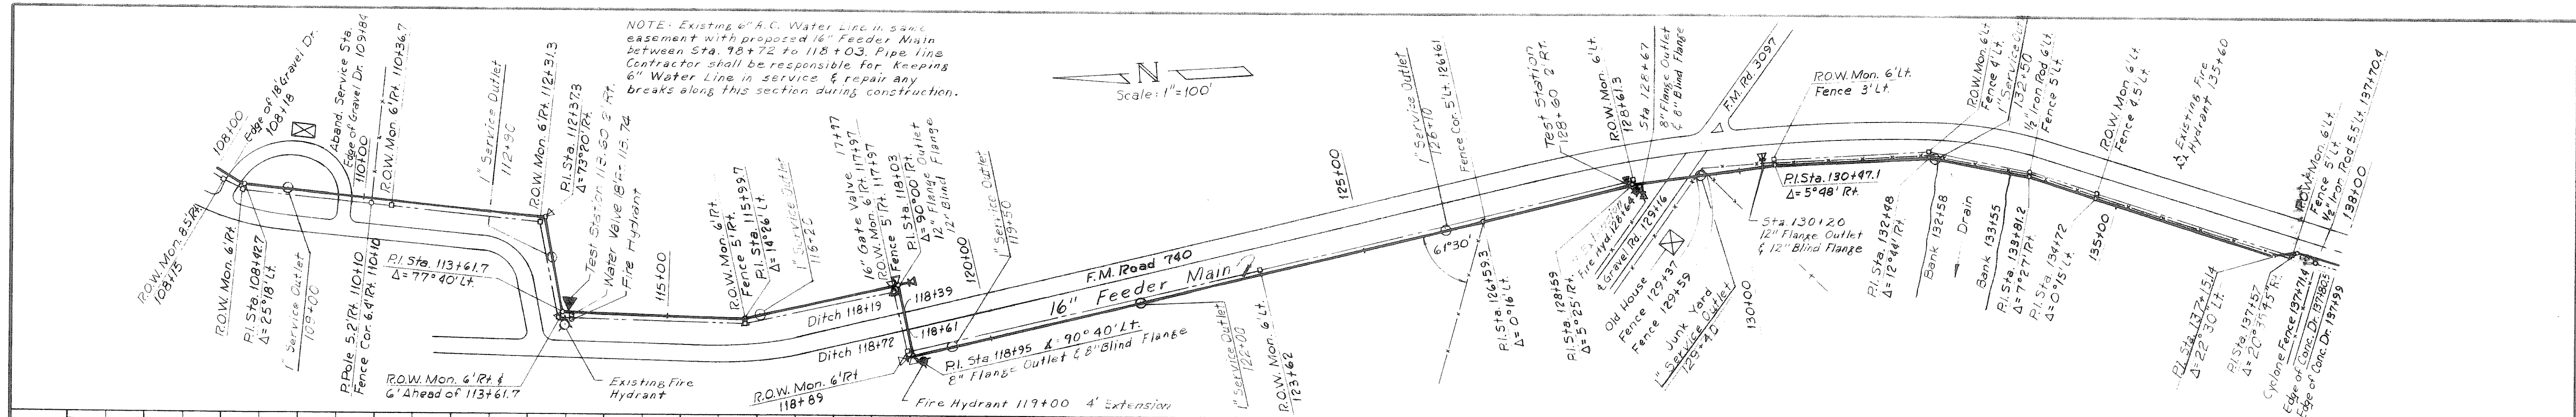 NOTE: Existing 6" A.C. Water Line in same
easement with proposed 16" Feeder Main
between Sta. 98+72 to 118+03. Pipe line
Contractor shall be responsible for keeping
6" Water Line in service & repair any
breaks along this section during construction.
N
Scale: 1"=100'
R.O.W. Mon. 8.5' Rt.
108+15
108+00
Edge of 18' Gravel Dr.
108+18
R.O.W. Mon. 6' Rt.
P.I. Sta. 108+42.7
Δ=25°18' Lt.
1" Service Outlet
109+00
Aband. Service Sta.
Edge of Gravel Dr. 109+84
110+00
P. Pole 5.2' Rt. 110+10
Fence Cor. 6.4' Rt. 110+10
R.O.W. Mon. 6' Rt. 110+36.7
1" Service Outlet
112+90
R.O.W. Mon. 6' Rt. 112+31.3
P.I. Sta. 112+37.3
Δ=73°20' Rt.
P.I. Sta. 113+61.7
Δ=77°40' Lt.
R.O.W. Mon. 6' Rt. &
6' Ahead of 113+61.7
Test Station 113.60 2' Rt.
Fire Hydrant
Existing Fire
Hydrant
115+00
R.O.W. Mon. 6' Rt.
Fence 5' Rt.
P.I. Sta. 115+99.7
Δ=14°26' Lt.
1" Service Outlet
116+20
16" Gate Valve 17+97
R.O.W. Mon. 6' Rt. 117+97
Fence 5' Rt. 117+97
P.I. Sta. 118+03
Δ=90°00' Rt.
12" Flange Outlet
12" Blind Flange
Ditch 118+19
118+39
118+61
Ditch 118+72
R.O.W. Mon. 6' Rt
118+89
P.I. Sta. 118+95 ∡=90°40' Lt.
8" Flange Outlet & 8" Blind Flange
Fire Hydrant 119+00 4' Extension
1" Service Outlet
119+50
120+00
F.M. Road 740
16" Feeder Main
1" Service Outlet
122+00
R.O.W. Mon. 6' Lt.
123+62
125+00
1" Service Outlet
126+10
Fence Cor. 5' Lt. 126+61
61°30'
P.I. Sta. 126+59.3
Δ=0°16' Lt.
Test Station
128+60 2' RT.
R.O.W. Mon. 6' Lt.
128+61.3
Sta 128+67
8" Flange Outlet
& 8" Blind Flange
F.M. Rd. 3097
P.I. Sta. 128+59
Δ=5°25' Rt.
Fire Hyd. 128+64
Gravel Rd. 129+16
Old House
Fence 129+37
Fence 129+59
Junk Yard
1" Service Outlet
129+40
130+00
R.O.W. Mon. 6' Lt.
Fence 3' Lt.
P.I. Sta. 130+47.1
Δ=5°48' Rt.
Sta. 130+20
12" Flange Outlet
& 12" Blind Flange
R.O.W. Mon. 6' Lt.
Fence 4' Lt.
1" Service Out
132+50
P.I. Sta. 132+48
Δ=12°44' Rt.
Bank 132+58
Drain
Bank 133+55
1/2" Iron Rod 6' Lt.
Fence 5' Lt.
P.I. Sta. 133+81.2
Δ=7°27' Rt.
P.I. Sta. 134+72
Δ=0°15' Lt.
R.O.W. Mon. 6' Lt.
Fence 4.5' Lt.
135+00
Existing Fire
Hydrant 135+60
P.I. Sta. 137+15.14
Δ=22°30' Lt.
P.I. Sta. 137+57
Δ=20°35'45" Rt.
R.O.W. Mon. 6' Lt.
Fence 5' Lt.
1/2" Iron Rod 5.5' Lt. 137+70.4
Cyclone Fence 137+71.4
Edge of Conc. Dr. 137+80.5
Edge of Conc. Dr. 137+99
138+00